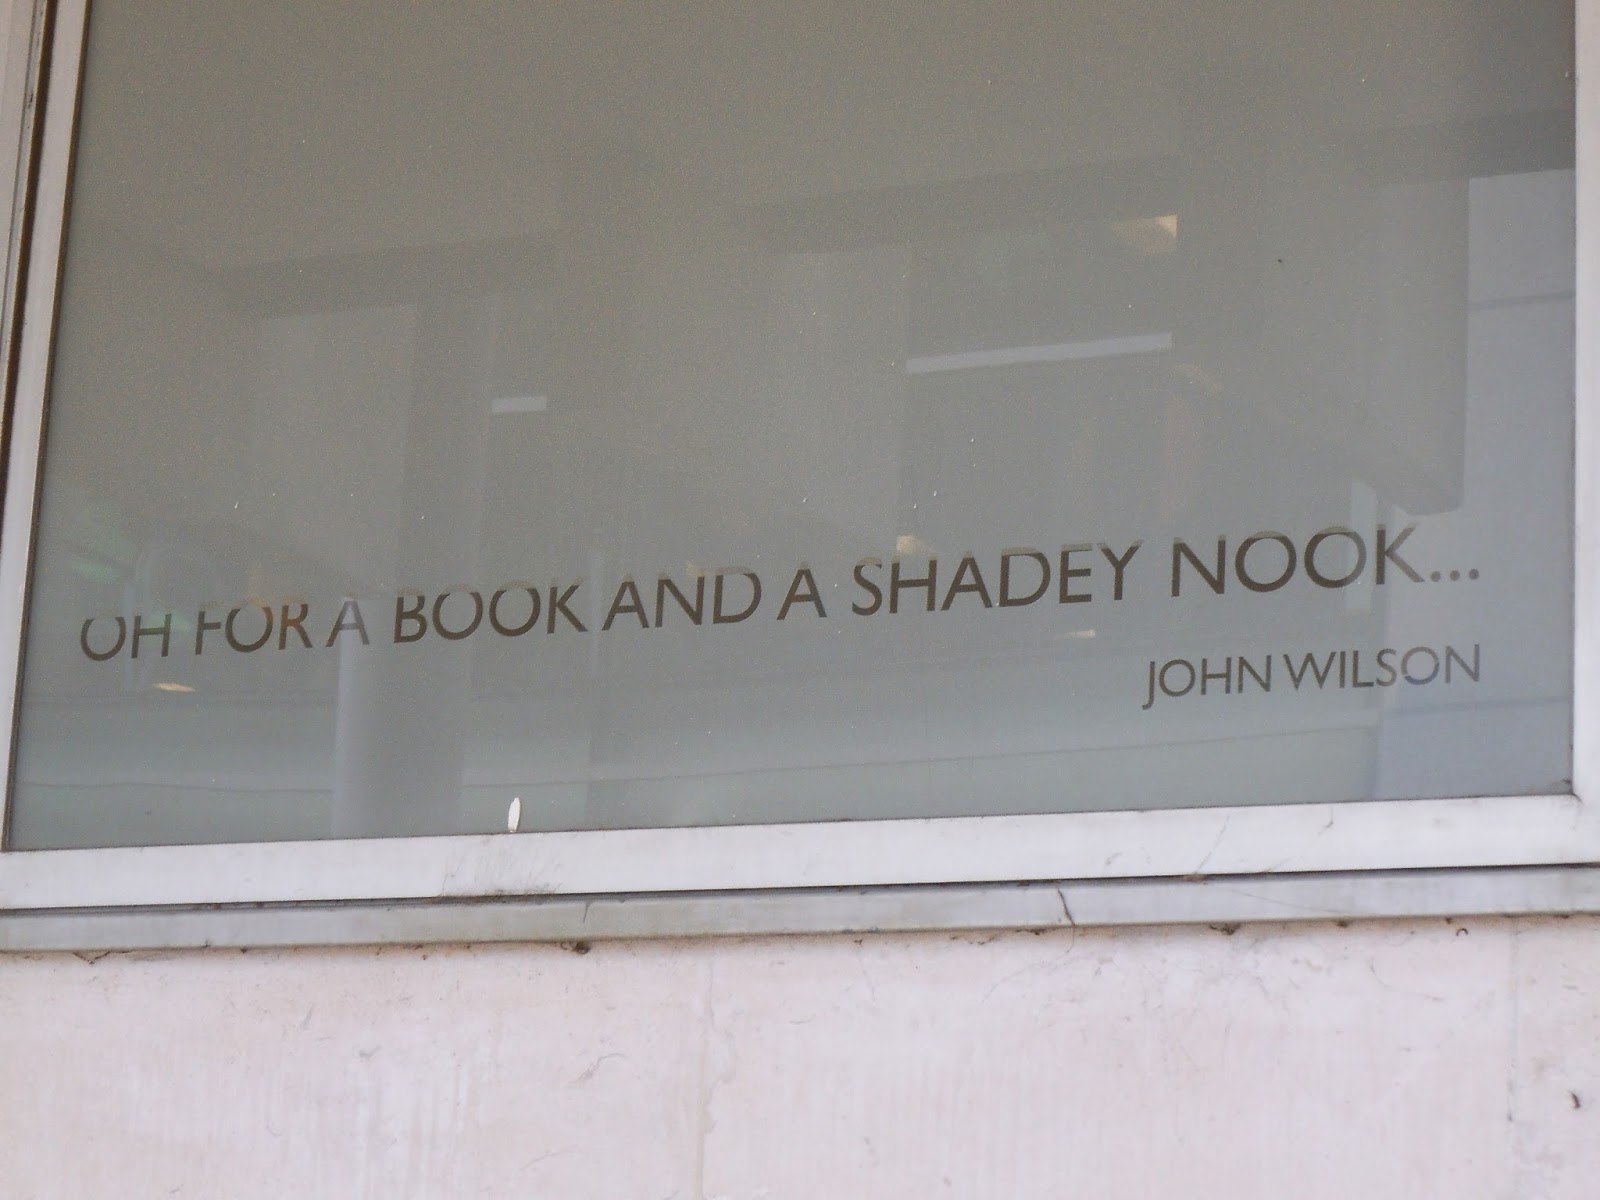 OH FOR A BOOK AND A SHADEY NOOK...
JOHN WILSON